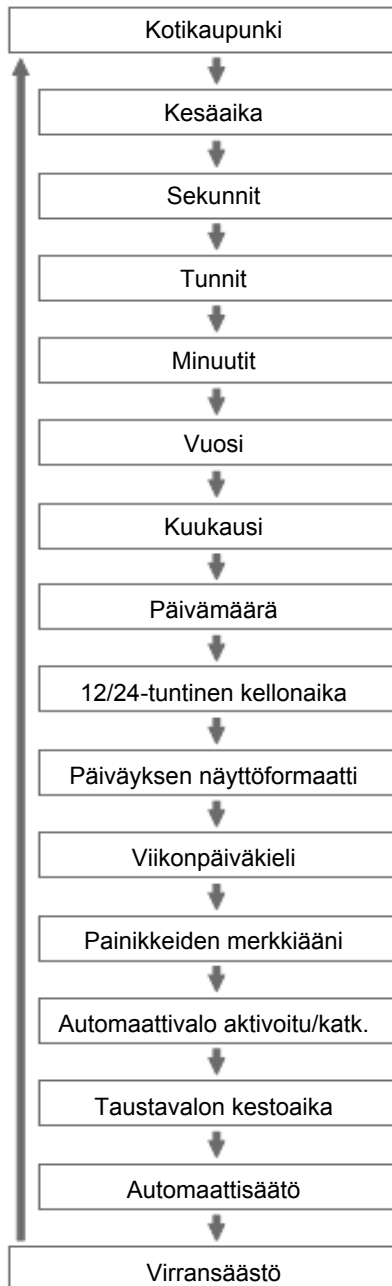 Kotikaupunki
Kesäaika
Sekunnit
Tunnit
Minuutit
Vuosi
Kuukausi
Päivämäärä
12/24-tuntinen kellonaika
Päiväyksen näyttöformaatti
Viikonpäiväkieli
Painikkeiden merkkiääni
Automaattivalo aktivoitu/katk.
Taustavalon kestoaika
Automaattisäätö
Virransäästö